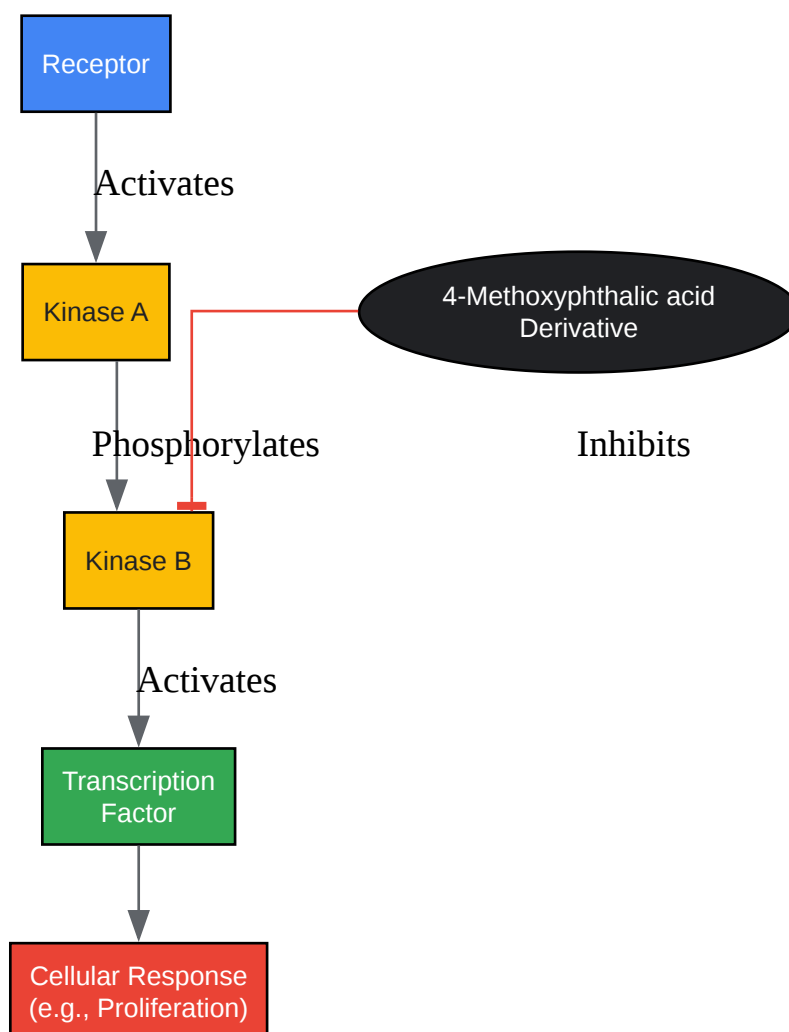 Receptor
Activates
Kinase A
4-Methoxyphthalic acid
Derivative
Phosphorylates
Inhibits
Kinase B
Activates
Transcription
Factor
Cellular Response
(e.g., Proliferation)